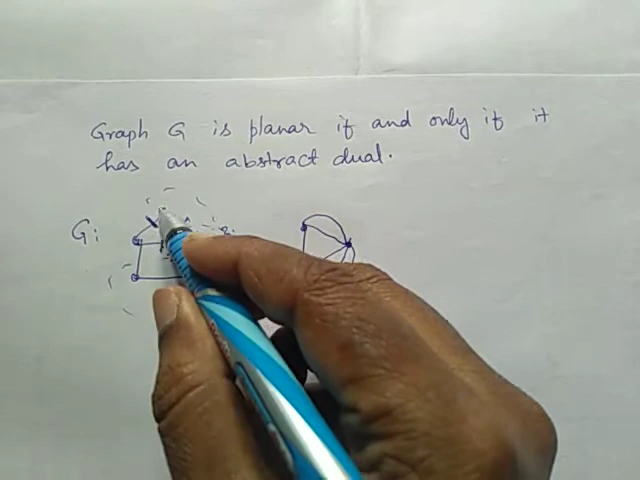 Graph G is planar if and only if it
has an abstract dual.
G: